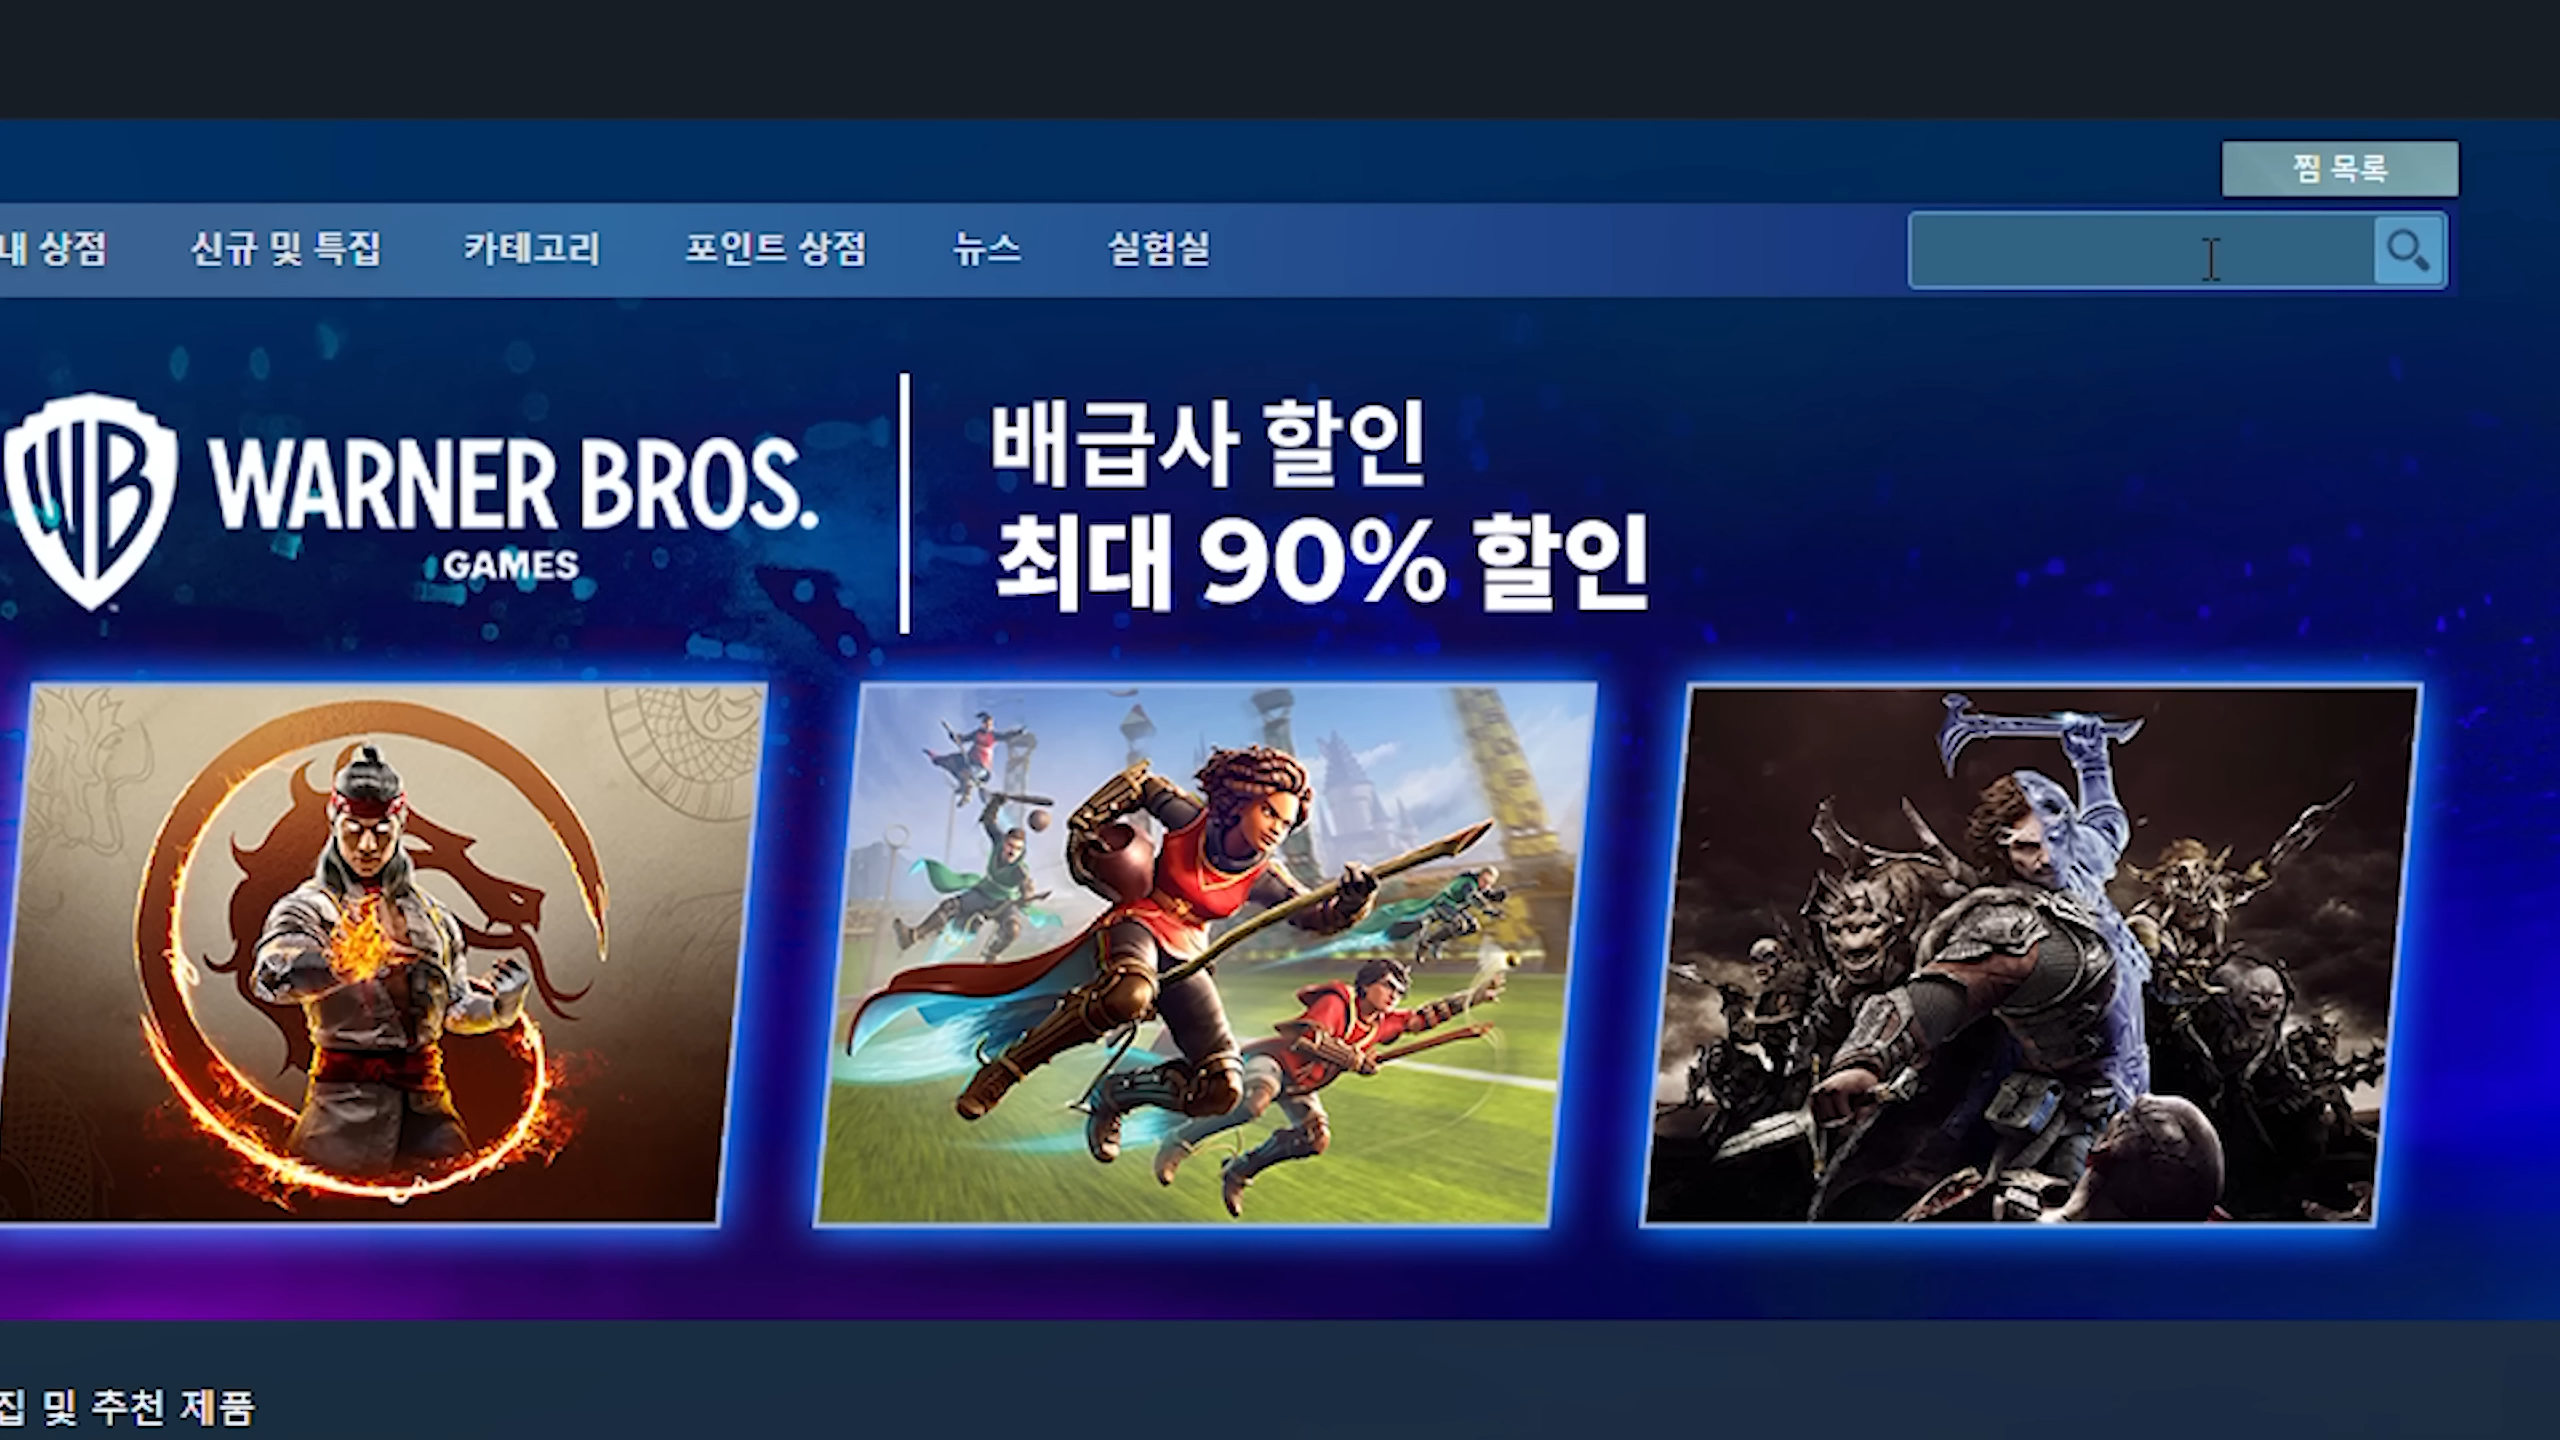 찜 목록
내 상점 신규 및 특집 카테고리 포인트 상점 뉴스 실험실
WB WARNER BROS.
GAMES
배급사 할인
최대 90% 할인
집 및 추천 제품